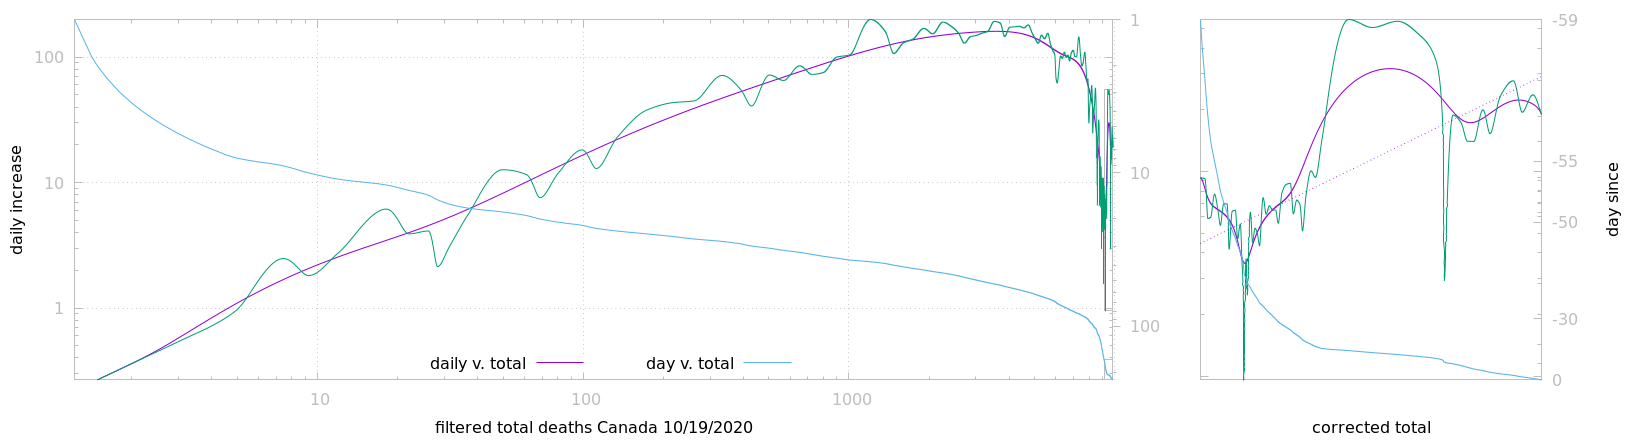 daily increase
100
10
1
10
100
1000
1
10
100
daily v. total
day v. total
filtered total deaths Canada 10/19/2020
-59
-55
-50
-30
0
day since
corrected total